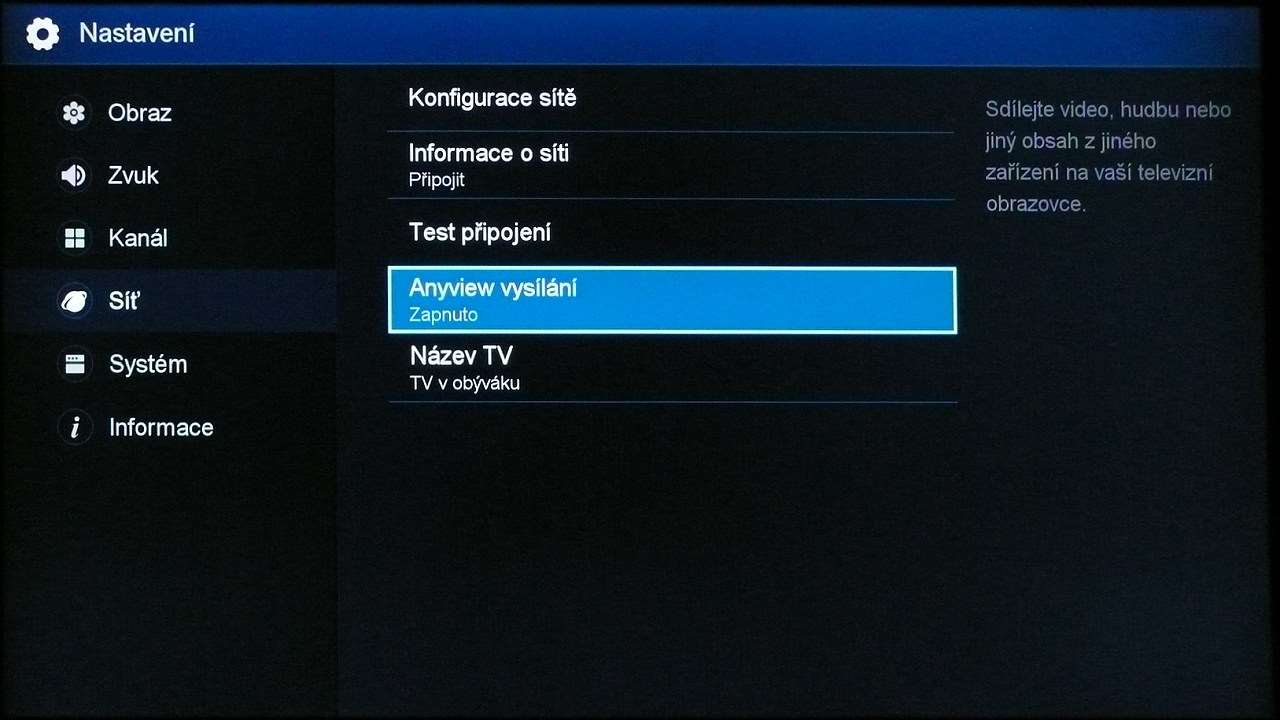 Nastavení
Obraz
Zvuk
Kanál
Síť
Systém
Informace
Konfigurace sítě
Informace o síti
Připojit
Test připojení
Anyview vysílání
Zapnuto
Název TV
TV v obýváku
Sdílejte video, hudbu nebo
jiný obsah z jiného
zařízení na vaší televizní
obrazovce.